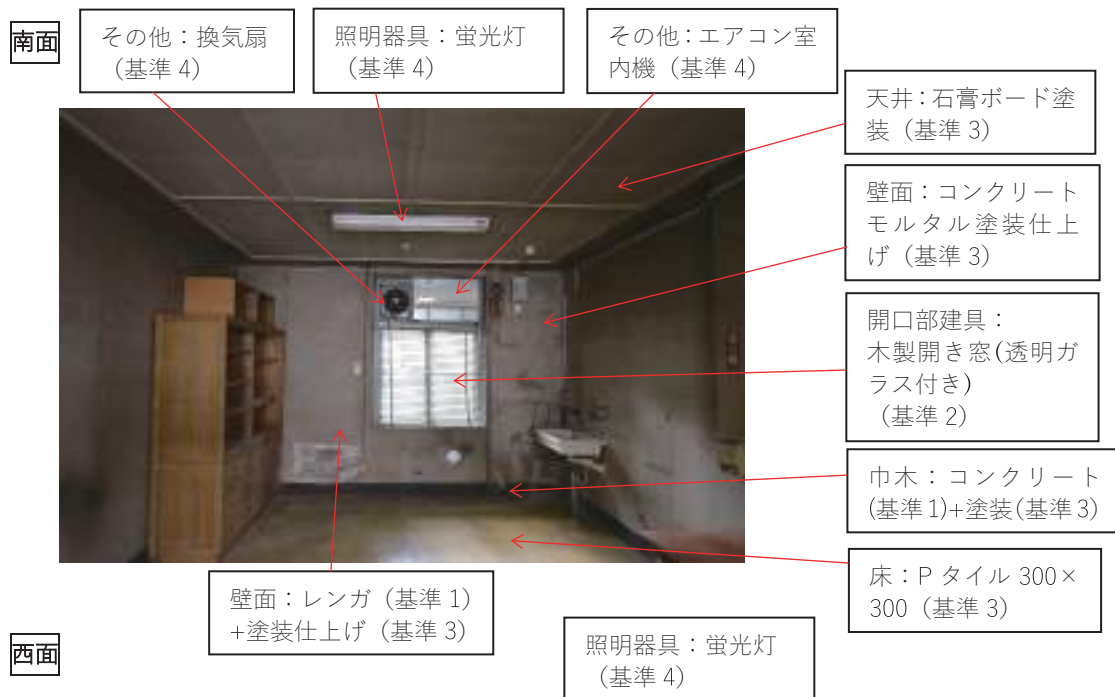 南面
その他：換気扇
（基準 4）
照明器具：蛍光灯
（基準 4）
その他：エアコン室
内機（基準 4）
天井：石膏ボード塗
装（基準 3）
壁面：コンクリート
モルタル塗装仕上
げ（基準 3）
開口部建具：
木製開き窓(透明ガ
ラス付き)
（基準 2）
巾木：コンクリート
(基準 1)+塗装(基準 3)
床：P タイル 300×
300（基準 3）
壁面：レンガ（基準 1）
+塗装仕上げ（基準 3）
西面
照明器具：蛍光灯
（基準 4）